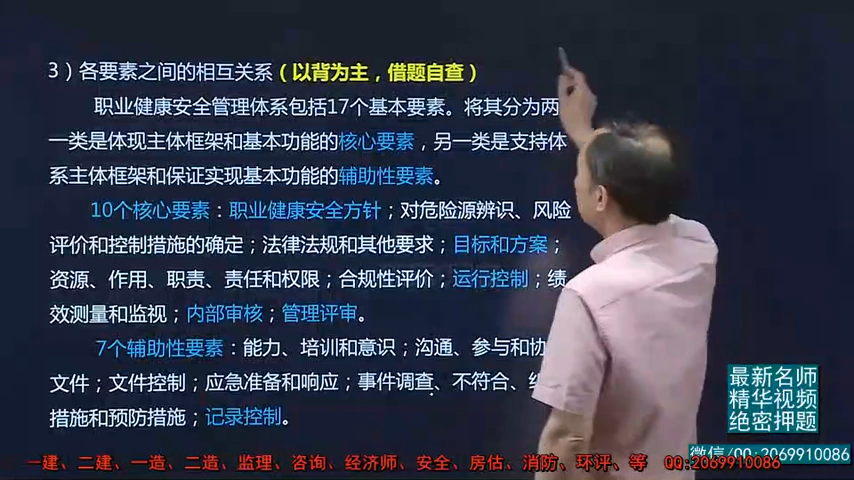 3）各要素之间的相互关系（以背为主，借题自查）
职业健康安全管理体系包括17个基本要素。将其分为两
一类是体现主体框架和基本功能的核心要素，另一类是支持体
系主体框架和保证实现基本功能的辅助性要素。
10个核心要素：职业健康安全方针；对危险源辨识、风险
评价和控制措施的确定；法律法规和其他要求；目标和方案；
资源、作用、职责、责任和权限；合规性评价；运行控制；绩
效测量和监视；内部审核；管理评审。
7个辅助性要素：能力、培训和意识；沟通、参与和协
文件；文件控制；应急准备和响应；事件调查、不符合、
措施和预防措施；记录控制。
最新名师
精华视频
绝密押题
微信/QQ:2069910086
一建、二建、一造、二造、监理、咨询、经济师、安全、房估、消防、环评、等 QQ:2069910086